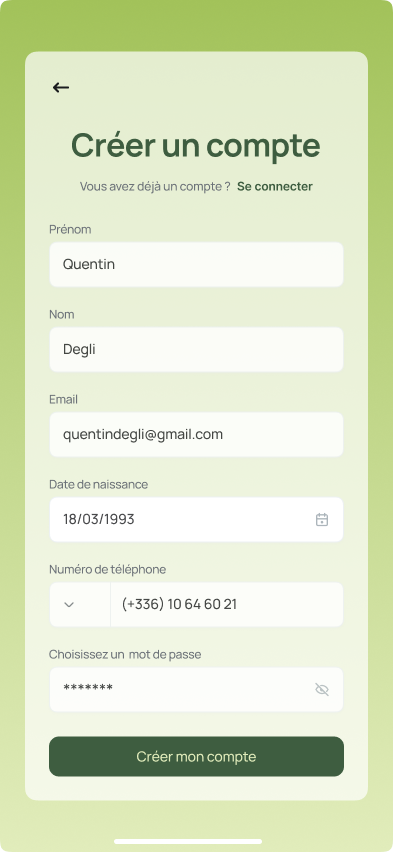 Créer un compte
Vous avez déjà un compte ? Se connecter
Prénom
Quentin
Nom
Degli
Email
quentindegli@gmail.com
Date de naissance
18/03/1993
Numéro de téléphone
(+336) 10 64 60 21
Choisissez un mot de passe
*******
Créer mon compte